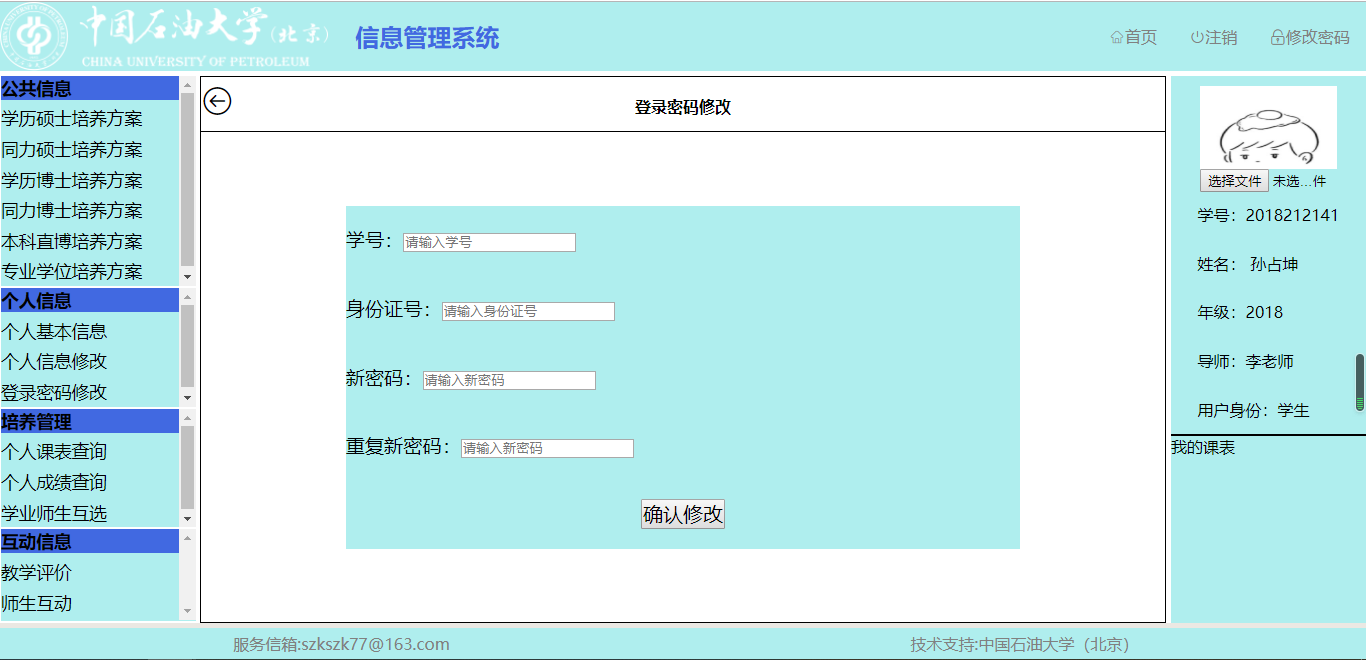 中国石油大学(北京)
CHINA UNIVERSITY OF PETROLEUM
信息管理系统
首页
注销
修改密码
公共信息
学历硕士培养方案
同力硕士培养方案
学历博士培养方案
同力博士培养方案
本科直博培养方案
专业学位培养方案
个人信息
个人基本信息
个人信息修改
登录密码修改
培养管理
个人课表查询
个人成绩查询
学业师生互选
互动信息
教学评价
师生互动
登录密码修改
学号：请输入学号
身份证号：请输入身份证号
新密码：请输入新密码
重复新密码：请输入新密码
确认修改
选择文件 未选...件
学号：2018212141
姓名： 孙占坤
年级：2018
导师：李老师
用户身份：学生
我的课表
服务信箱:szkszk77@163.com
技术支持:中国石油大学（北京）